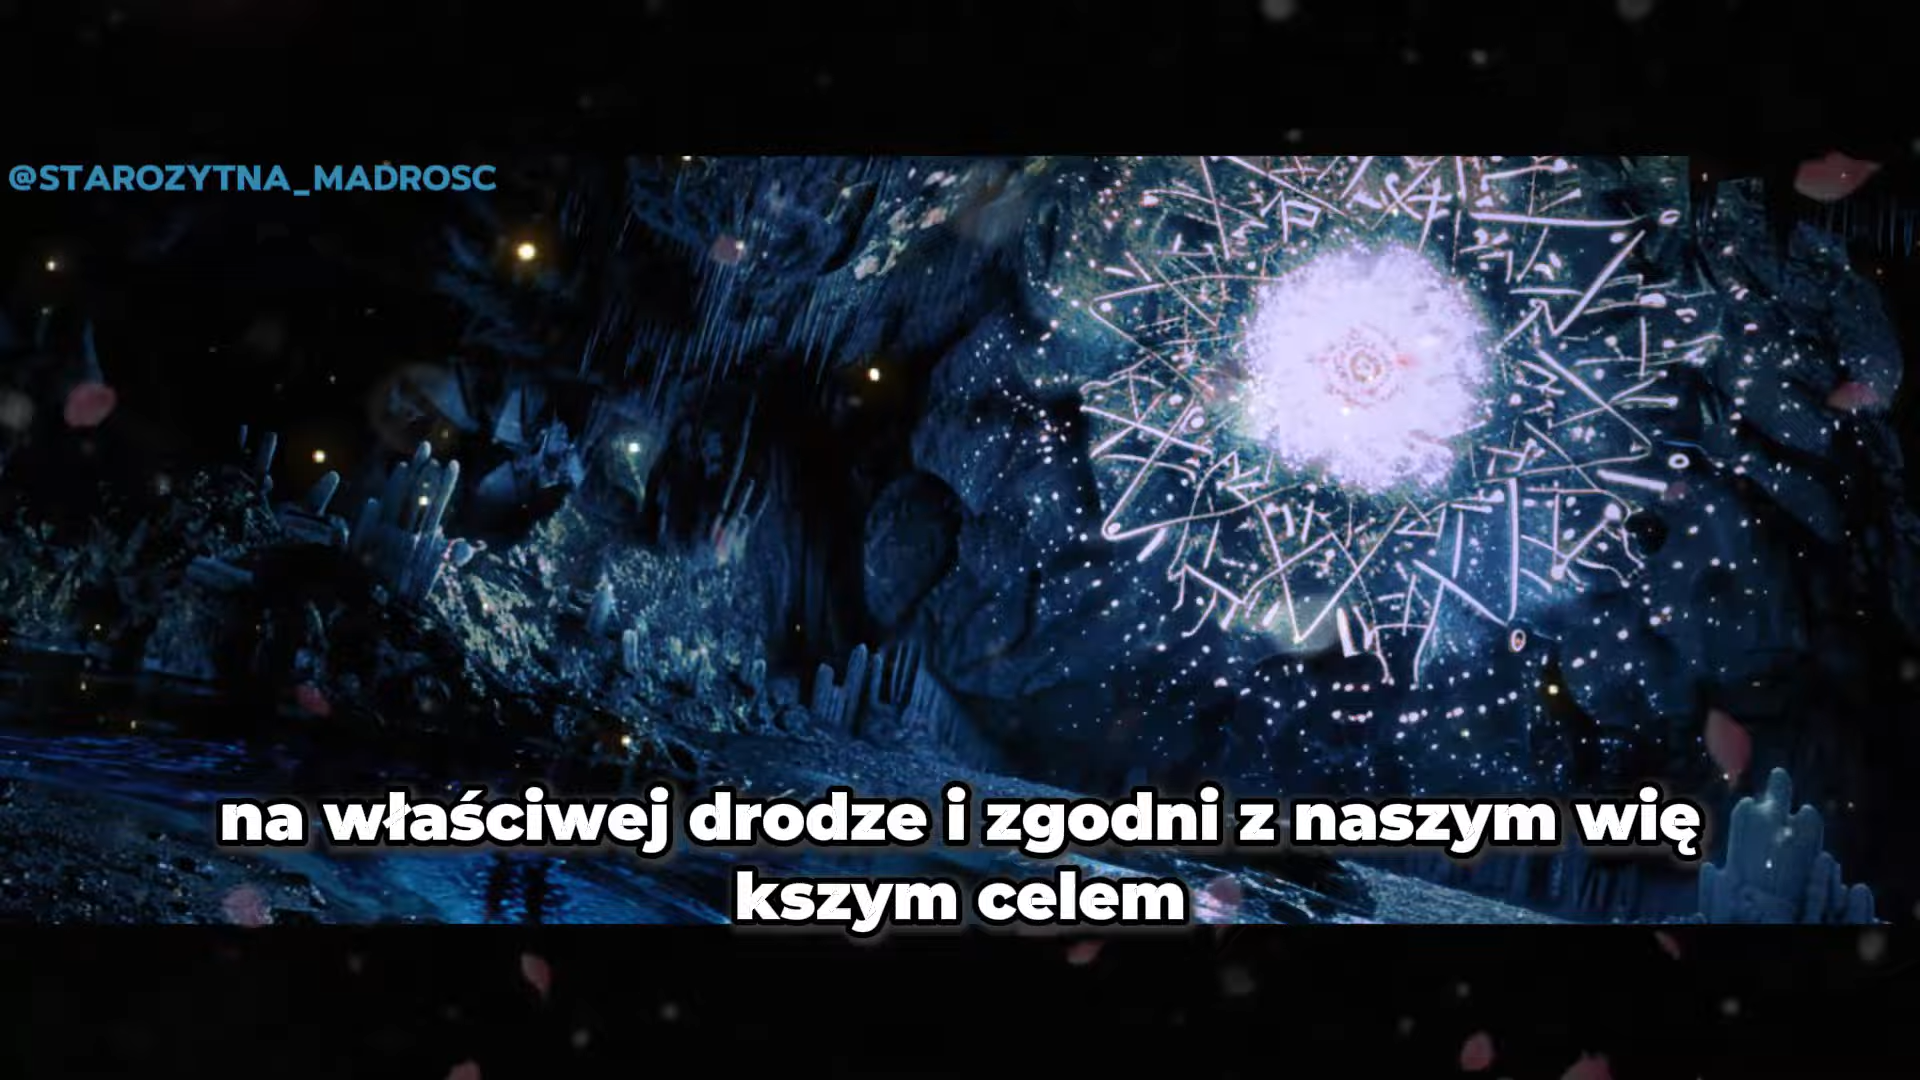 @STAROZYTNA_MADROSC
na właściwej drodze i zgodni z naszym wię
kszym celem